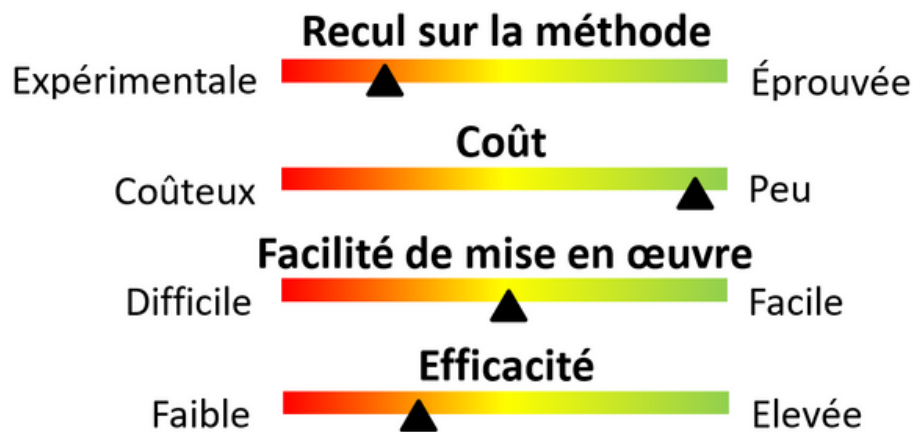 Recul sur la méthode
Expérimentale Éprouvée
Coût
Coûteux Peu
Facilité de mise en œuvre
Difficile Facile
Efficacité
Faible Elevée